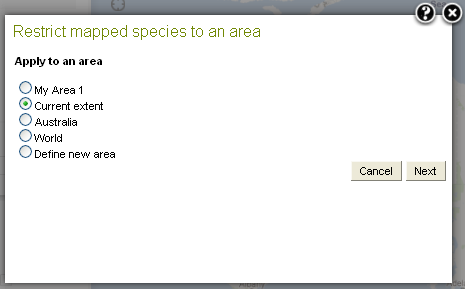 ?
Restrict mapped species to an area
Apply to an area
My Area 1
Current extent
Australia
World
Define new area
Cancel Next